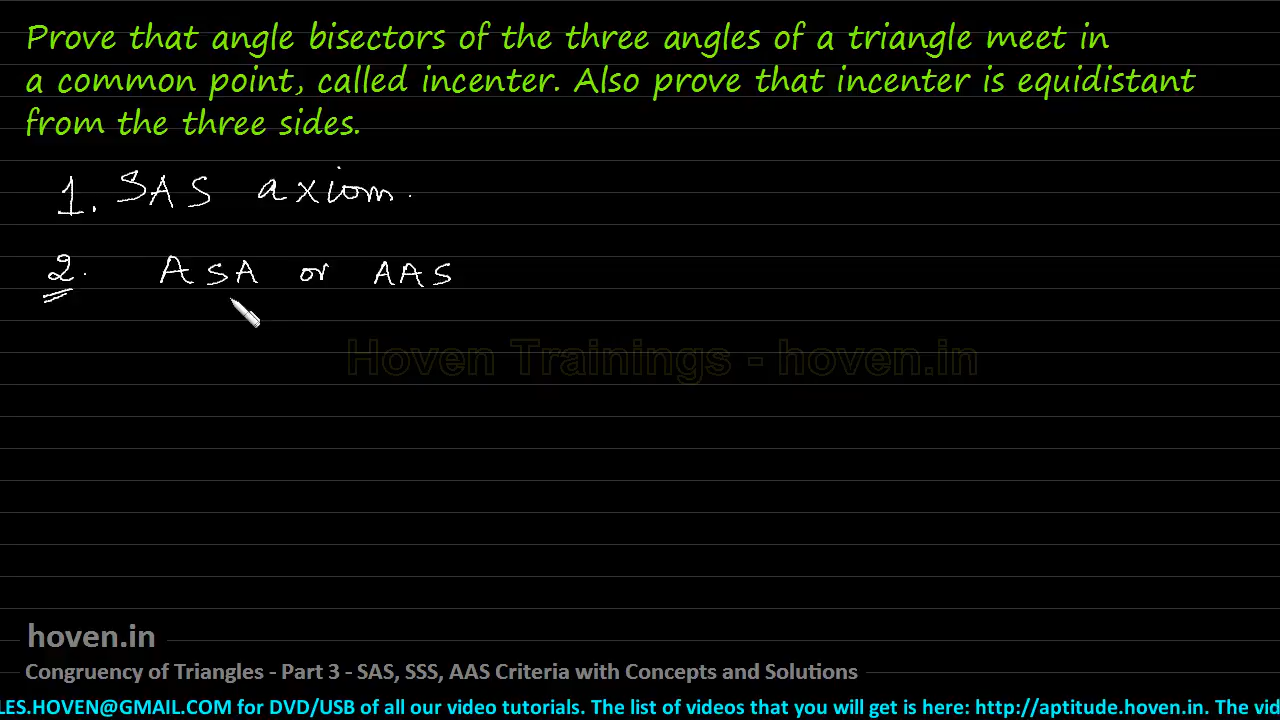 Prove that angle bisectors of the three angles of a triangle meet in
a common point, called incenter. Also prove that incenter is equidistant
from the three sides.
1. SAS axiom.
2. ASA or AAS
Hoven Trainings - hoven.in
hoven.in
Congruency of Triangles - Part 3 - SAS, SSS, AAS Criteria with Concepts and Solutions
LES.HOVEN@GMAIL.COM for DVD/USB of all our video tutorials. The list of videos that you will get is here: http://aptitude.hoven.in. The vid